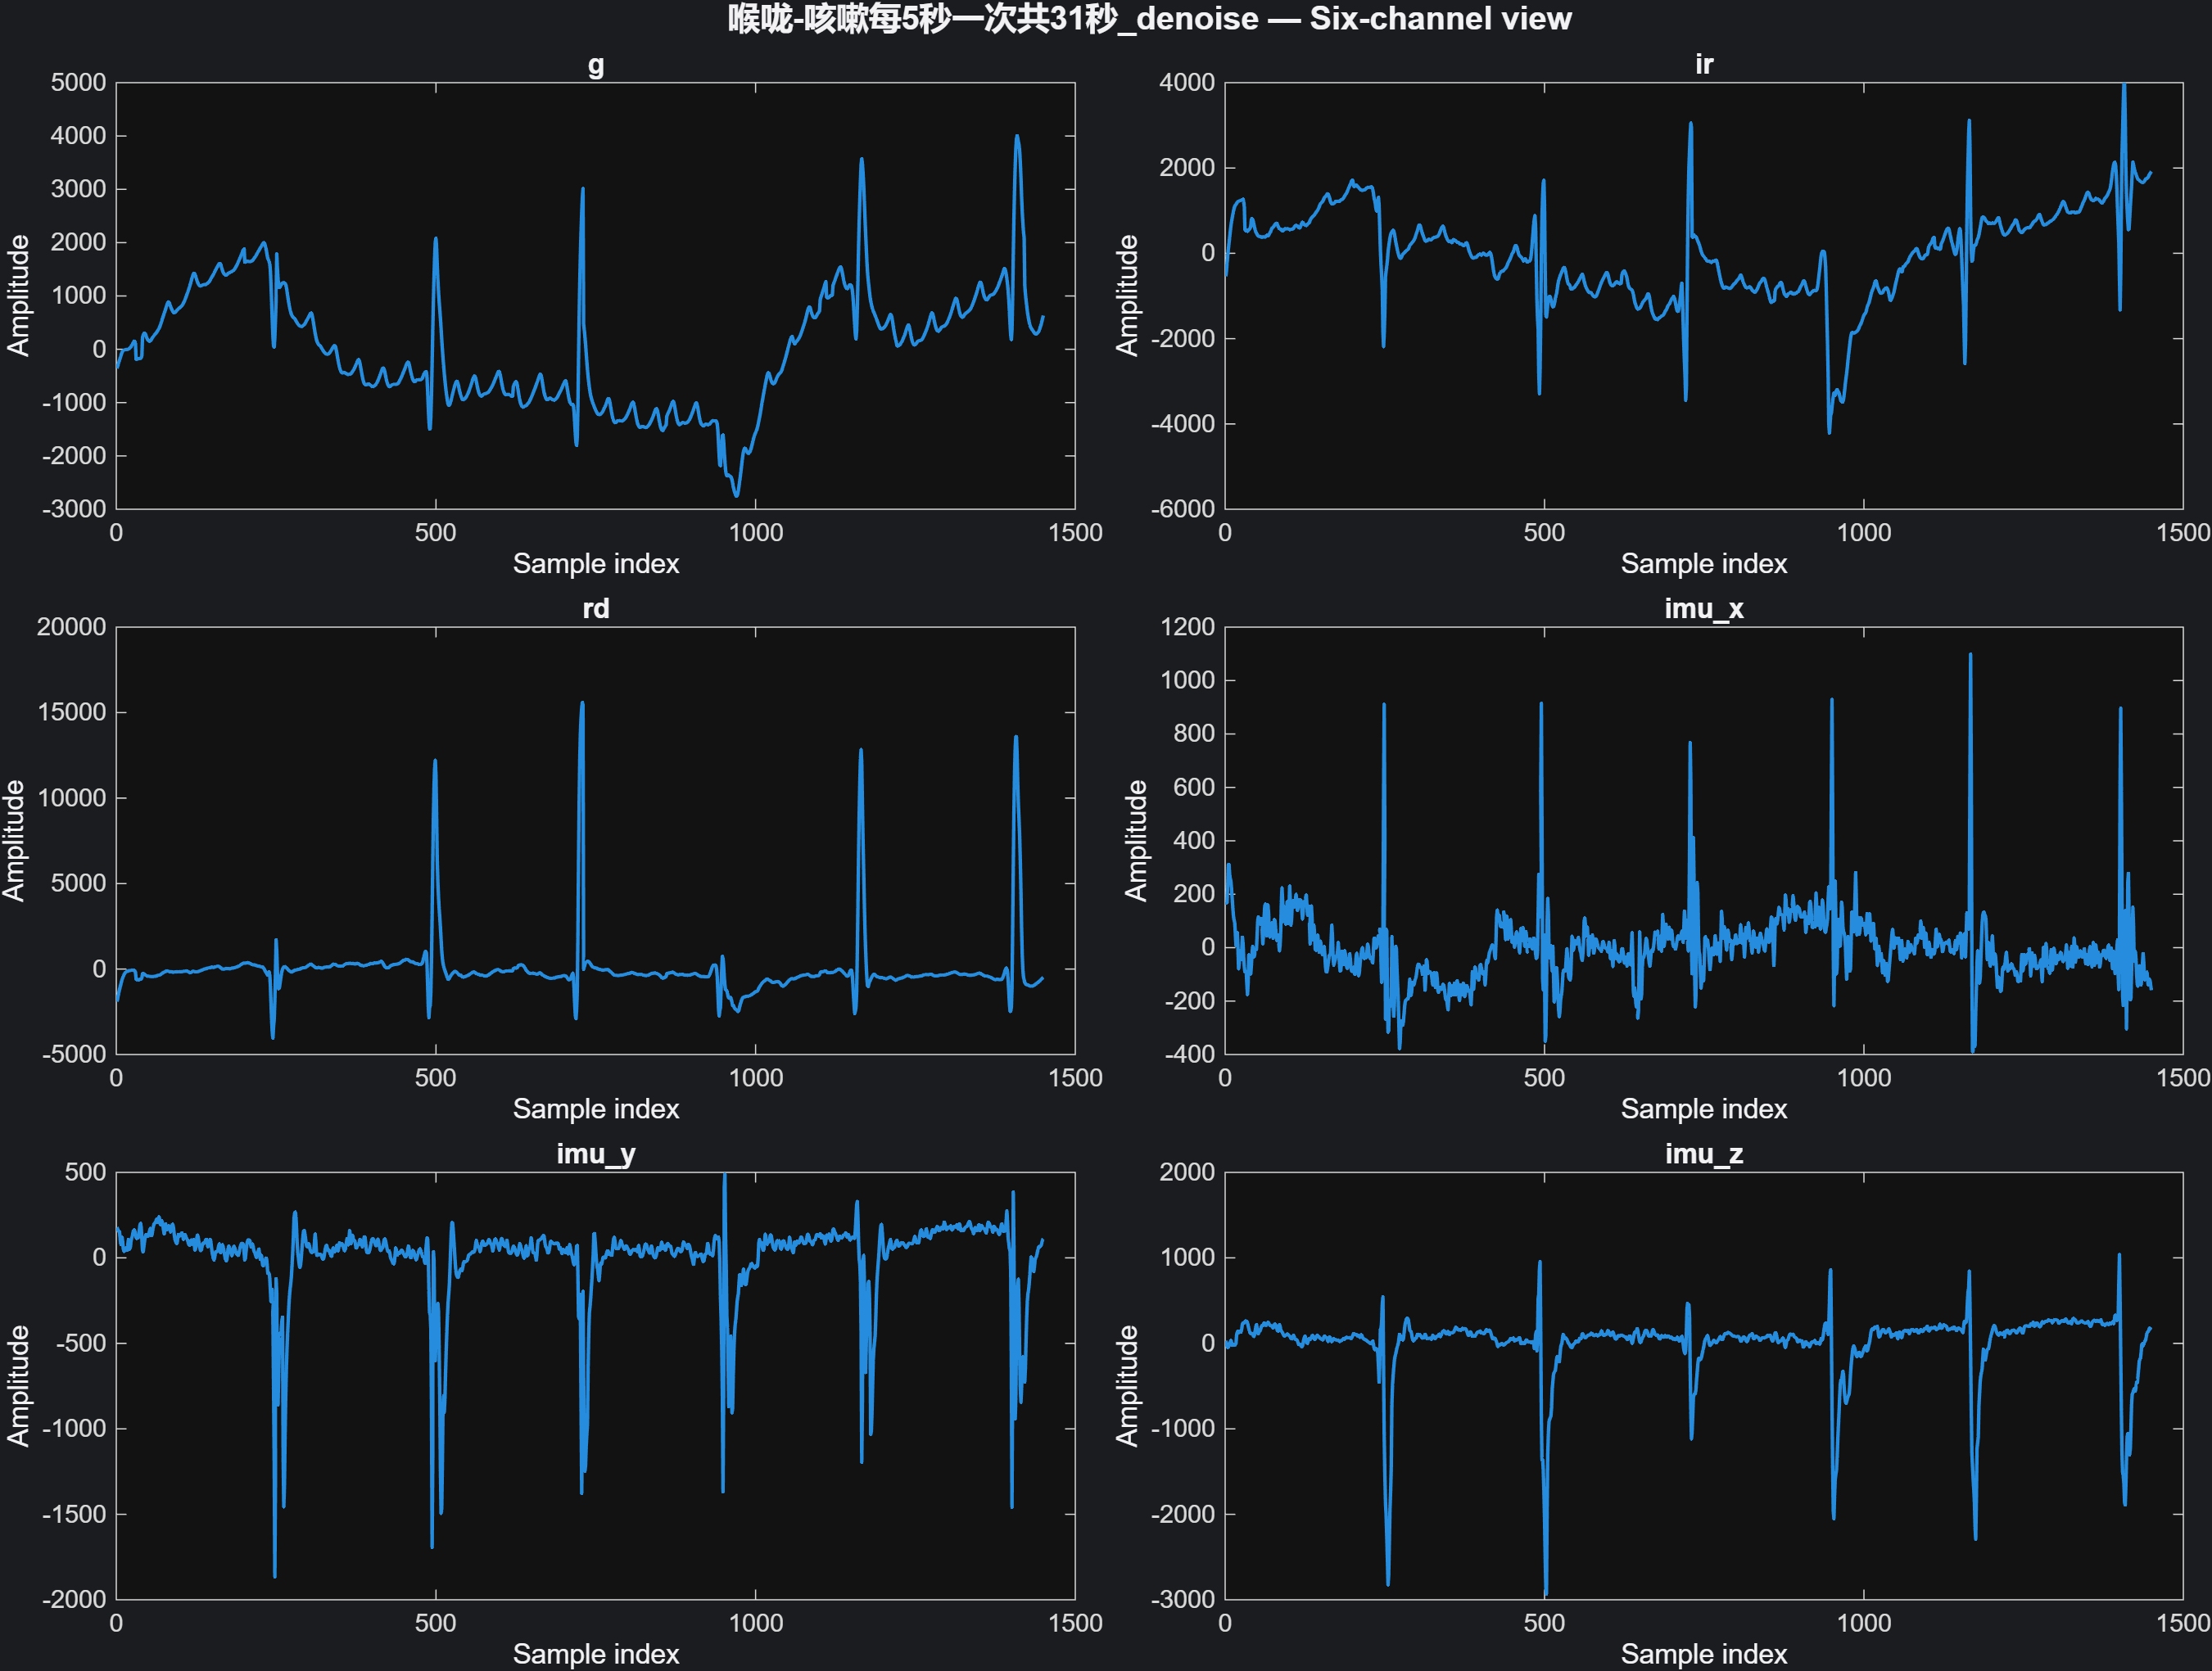 喉咙-咳嗽每5秒一次共31秒_denoise — Six-channel view
g
5000
4000
3000
2000
1000
0
-1000
-2000
-3000
Amplitude
0 500 1000 1500
Sample index
ir
4000
2000
0
-2000
-4000
-6000
Amplitude
0 500 1000 1500
Sample index
rd
20000
15000
10000
5000
0
-5000
Amplitude
0 500 1000 1500
Sample index
imu_x
1200
1000
800
600
400
200
0
-200
-400
Amplitude
0 500 1000 1500
Sample index
imu_y
500
0
-500
-1000
-1500
-2000
Amplitude
0 500 1000 1500
Sample index
imu_z
2000
1000
0
-1000
-2000
-3000
Amplitude
0 500 1000 1500
Sample index